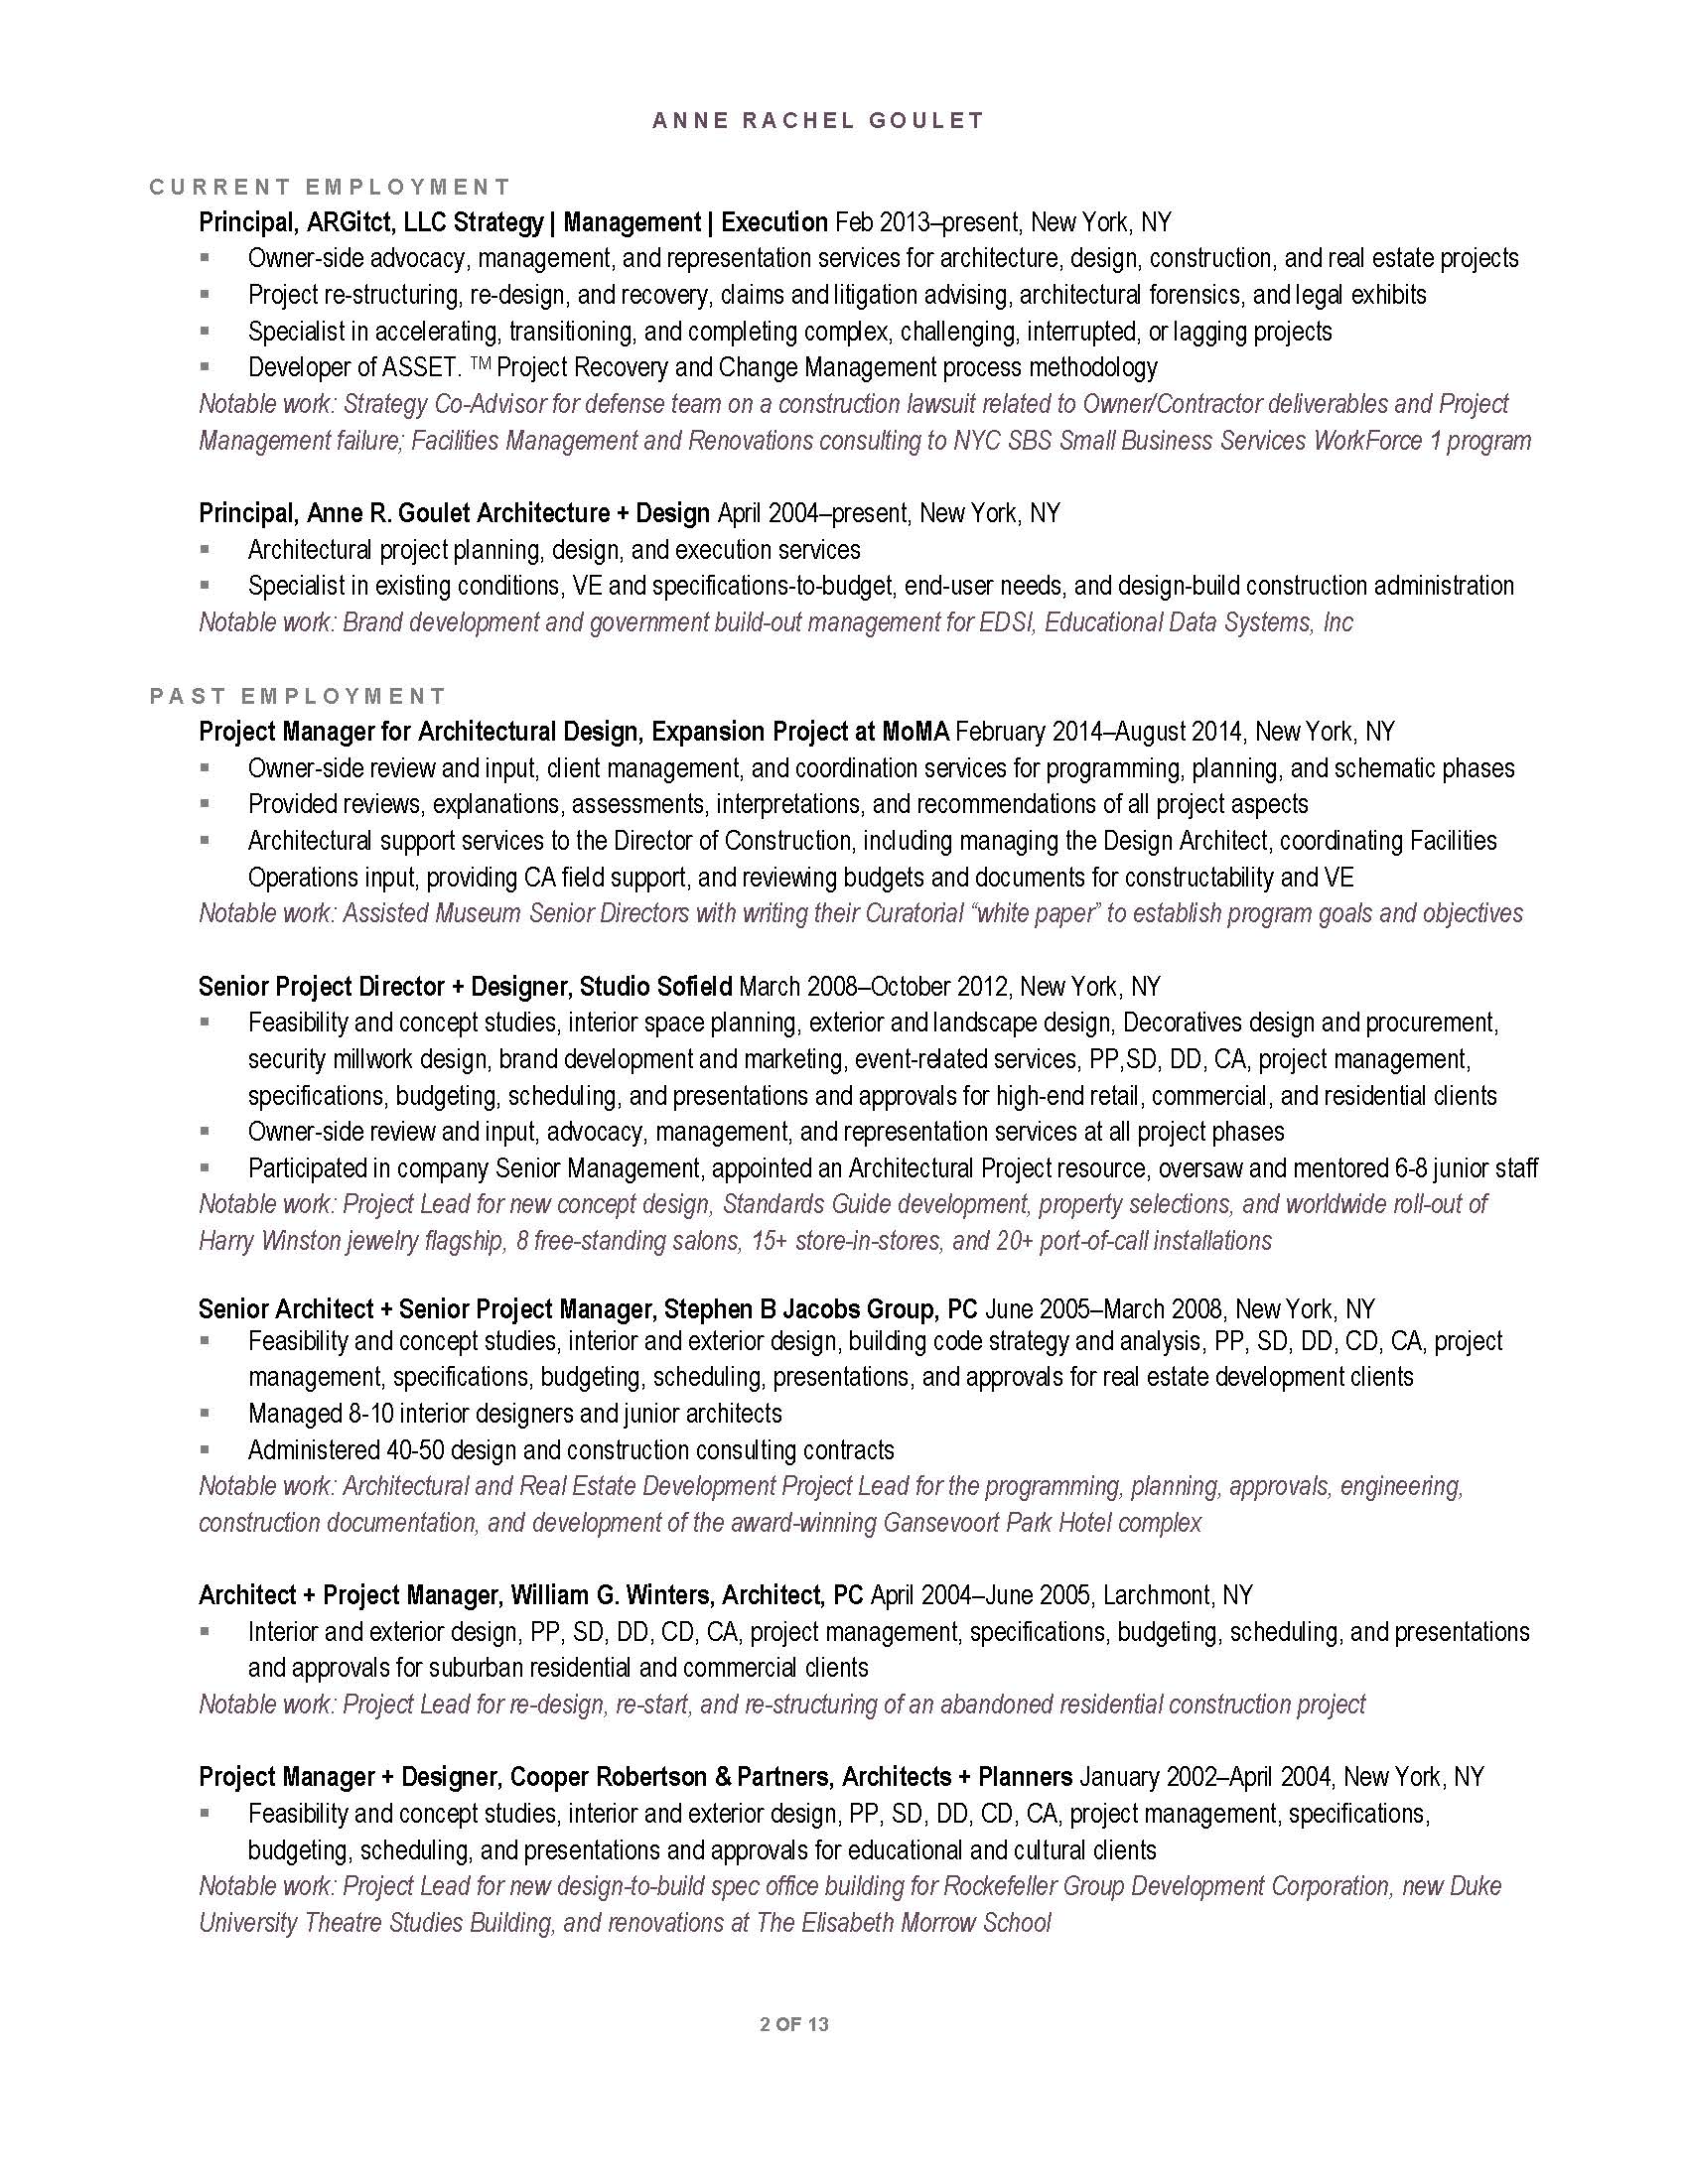 ANNE RACHEL GOULET
CURRENT EMPLOYMENT
Principal, ARGitct, LLC Strategy | Management | Execution Feb 2013–present, New York, NY
▪ Owner-side advocacy, management, and representation services for architecture, design, construction, and real estate projects
▪ Project re-structuring, re-design, and recovery, claims and litigation advising, architectural forensics, and legal exhibits
▪ Specialist in accelerating, transitioning, and completing complex, challenging, interrupted, or lagging projects
▪ Developer of ASSET. ™ Project Recovery and Change Management process methodology
Notable work: Strategy Co-Advisor for defense team on a construction lawsuit related to Owner/Contractor deliverables and Project
Management failure; Facilities Management and Renovations consulting to NYC SBS Small Business Services WorkForce 1 program
Principal, Anne R. Goulet Architecture + Design April 2004–present, New York, NY
▪ Architectural project planning, design, and execution services
▪ Specialist in existing conditions, VE and specifications-to-budget, end-user needs, and design-build construction administration
Notable work: Brand development and government build-out management for EDSI, Educational Data Systems, Inc
PAST EMPLOYMENT
Project Manager for Architectural Design, Expansion Project at MoMA February 2014–August 2014, New York, NY
▪ Owner-side review and input, client management, and coordination services for programming, planning, and schematic phases
▪ Provided reviews, explanations, assessments, interpretations, and recommendations of all project aspects
▪ Architectural support services to the Director of Construction, including managing the Design Architect, coordinating Facilities
Operations input, providing CA field support, and reviewing budgets and documents for constructability and VE
Notable work: Assisted Museum Senior Directors with writing their Curatorial “white paper” to establish program goals and objectives
Senior Project Director + Designer, Studio Sofield March 2008–October 2012, New York, NY
▪ Feasibility and concept studies, interior space planning, exterior and landscape design, Decoratives design and procurement,
security millwork design, brand development and marketing, event-related services, PP,SD, DD, CA, project management,
specifications, budgeting, scheduling, and presentations and approvals for high-end retail, commercial, and residential clients
▪ Owner-side review and input, advocacy, management, and representation services at all project phases
▪ Participated in company Senior Management, appointed an Architectural Project resource, oversaw and mentored 6-8 junior staff
Notable work: Project Lead for new concept design, Standards Guide development, property selections, and worldwide roll-out of
Harry Winston jewelry flagship, 8 free-standing salons, 15+ store-in-stores, and 20+ port-of-call installations
Senior Architect + Senior Project Manager, Stephen B Jacobs Group, PC June 2005–March 2008, New York, NY
▪ Feasibility and concept studies, interior and exterior design, building code strategy and analysis, PP, SD, DD, CD, CA, project
management, specifications, budgeting, scheduling, presentations, and approvals for real estate development clients
▪ Managed 8-10 interior designers and junior architects
▪ Administered 40-50 design and construction consulting contracts
Notable work: Architectural and Real Estate Development Project Lead for the programming, planning, approvals, engineering,
construction documentation, and development of the award-winning Gansevoort Park Hotel complex
Architect + Project Manager, William G. Winters, Architect, PC April 2004–June 2005, Larchmont, NY
▪ Interior and exterior design, PP, SD, DD, CD, CA, project management, specifications, budgeting, scheduling, and presentations
and approvals for suburban residential and commercial clients
Notable work: Project Lead for re-design, re-start, and re-structuring of an abandoned residential construction project
Project Manager + Designer, Cooper Robertson & Partners, Architects + Planners January 2002–April 2004, New York, NY
▪ Feasibility and concept studies, interior and exterior design, PP, SD, DD, CD, CA, project management, specifications,
budgeting, scheduling, and presentations and approvals for educational and cultural clients
Notable work: Project Lead for new design-to-build spec office building for Rockefeller Group Development Corporation, new Duke
University Theatre Studies Building, and renovations at The Elisabeth Morrow School
2 OF 13